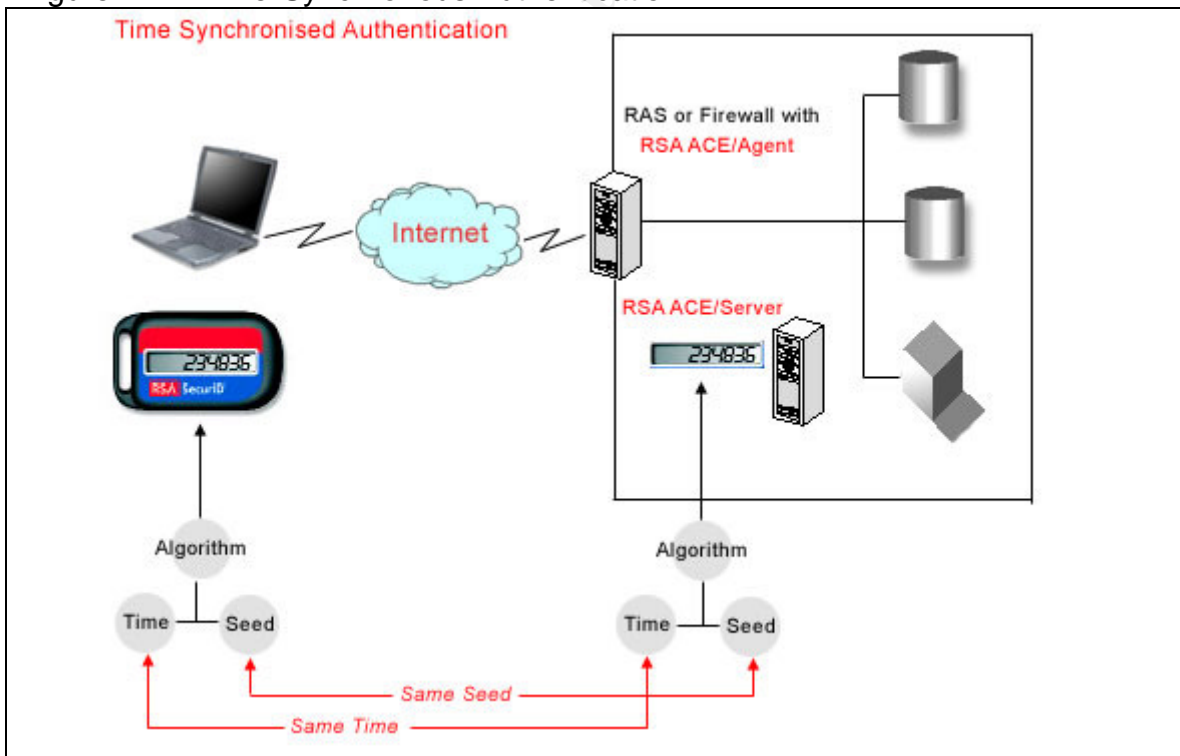 Time Synchronised Authentication
RAS or Firewall with
RSA ACE/Agent
Internet
RSA ACE/Server
234836
234836
RSA SecurID
Algorithm
Algorithm
Time
Seed
Time
Seed
Same Seed
Same Time